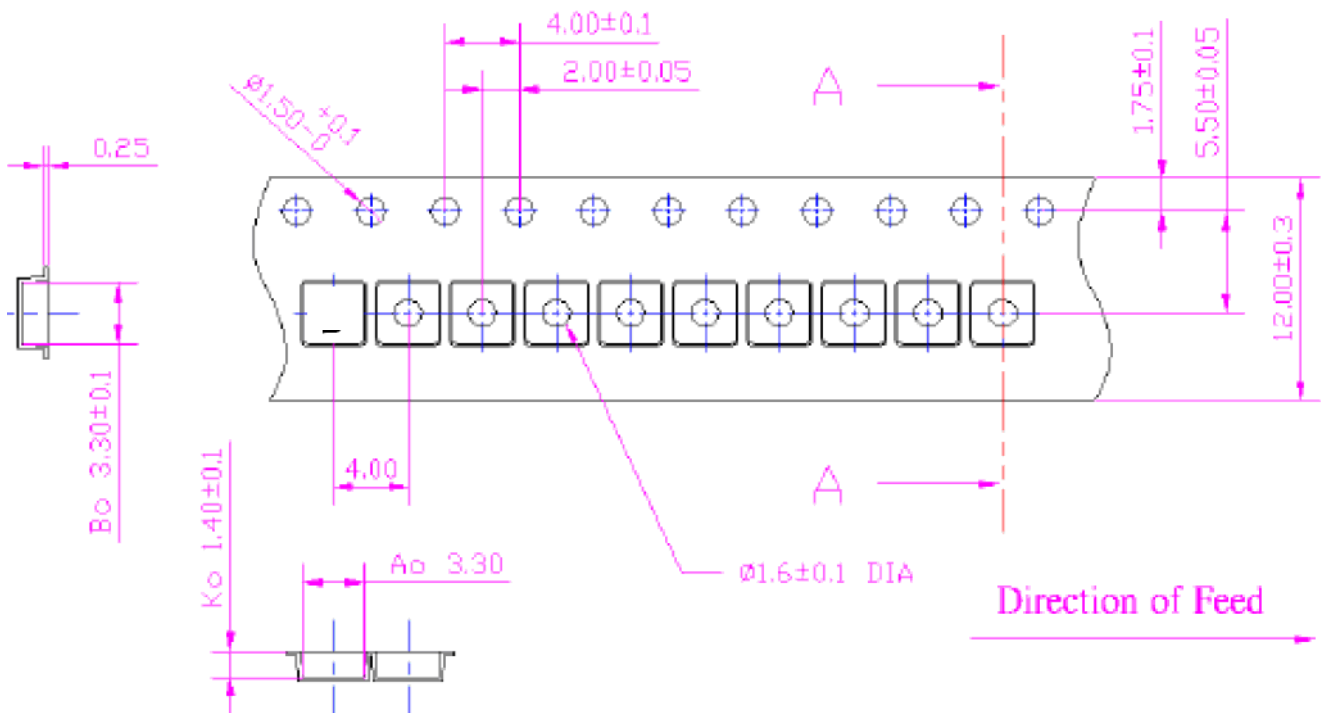 4.00±0.1
2.00±0.05
Ø1.50 +0.1 -0
A
1.75±0.1
5.50±0.05
0.25
12.00±0.3
Bo 3.30±0.1
4.00
A
Ko 1.40±0.1
Ao 3.30
Ø1.6±0.1 DIA
Direction of Feed